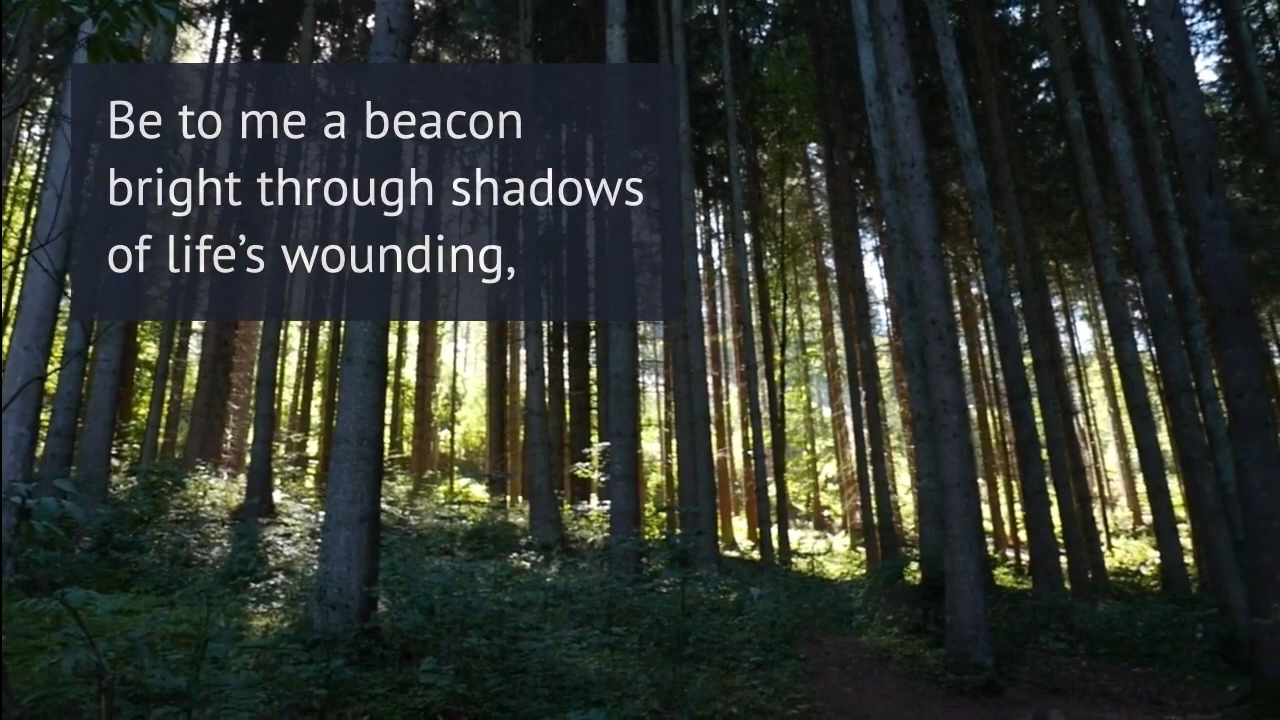 Be to me a beacon
bright through shadows
of life’s wounding,